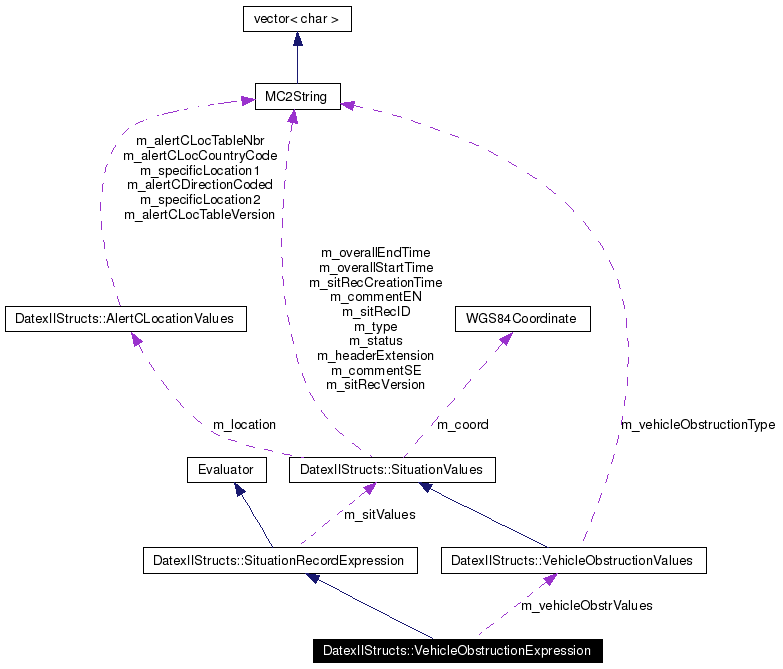 vector< char >
MC2String
m_alertCLocTableNbr
m_alertCLocCountryCode
m_specificLocation1
m_alertCDirectionCoded
m_specificLocation2
m_alertCLocTableVersion
m_overallEndTime
m_overallStartTime
m_sitRecCreationTime
m_commentEN
m_sitRecID
m_type
m_status
m_headerExtension
m_commentSE
m_sitRecVersion
DatexIIStructs::AlertCLocationValues
WGS84Coordinate
m_location
m_coord
m_vehicleObstructionType
Evaluator
DatexIIStructs::SituationValues
m_sitValues
DatexIIStructs::SituationRecordExpression
DatexIIStructs::VehicleObstructionValues
m_vehicleObstrValues
DatexIIStructs::VehicleObstructionExpression